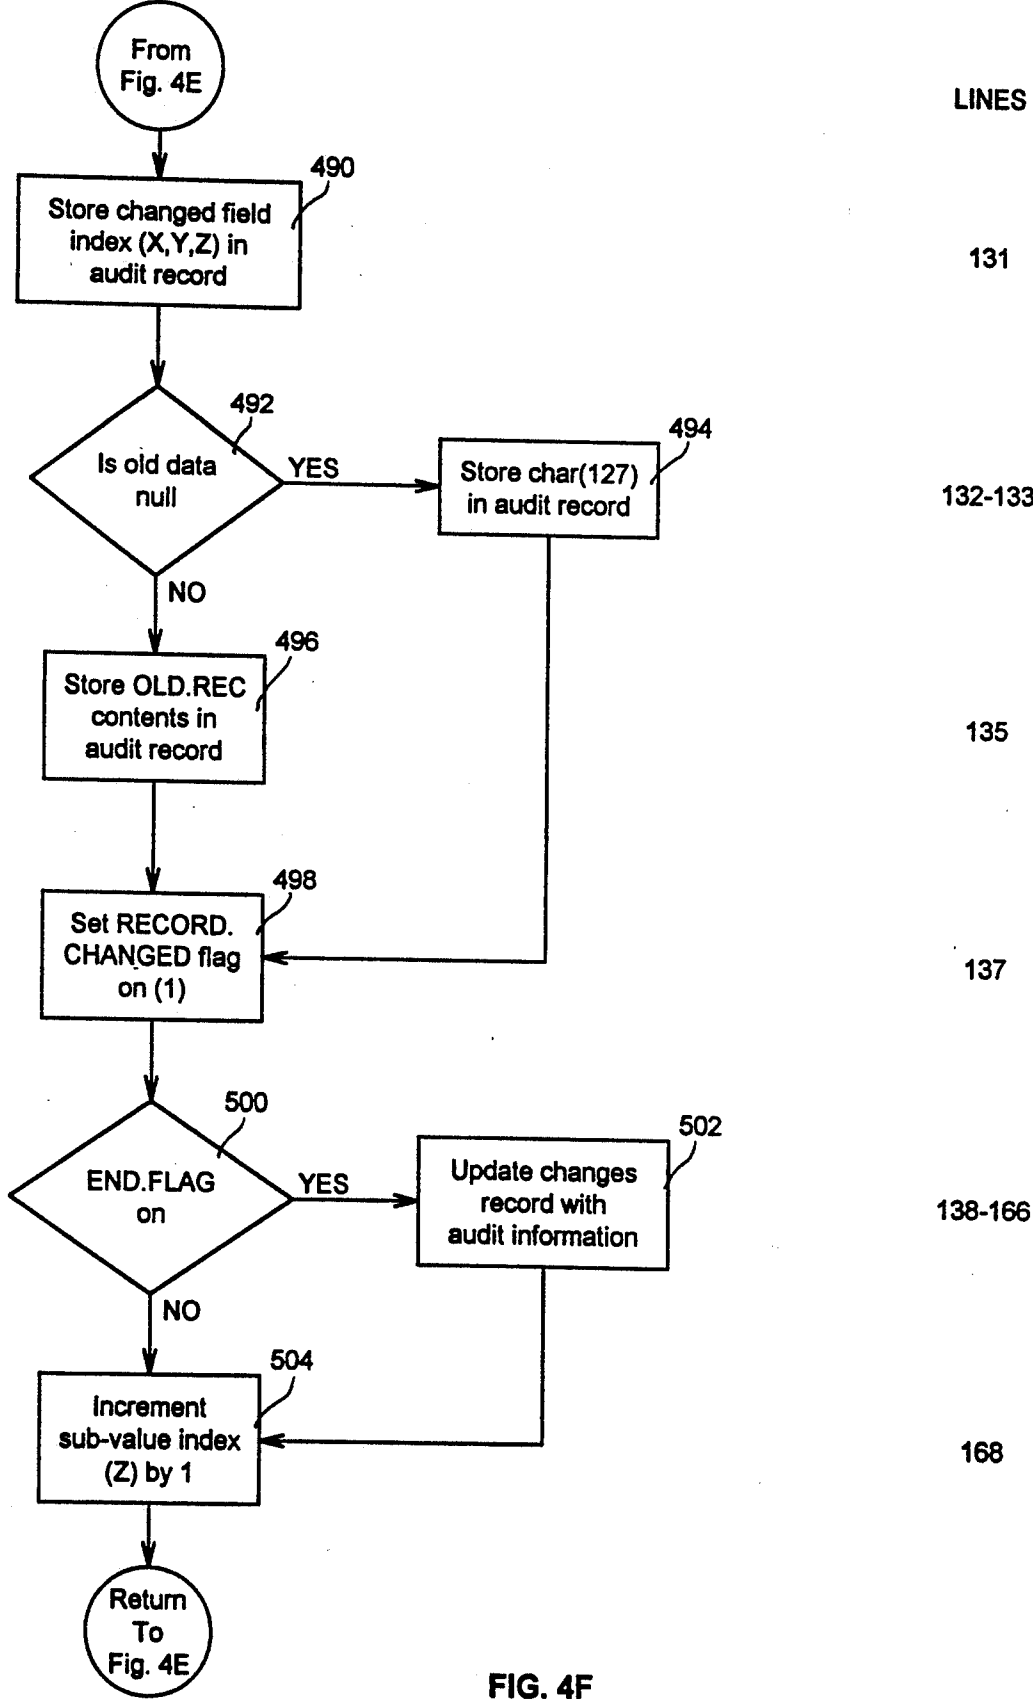 From
Fig. 4E
LINES
490
Store changed field
index (X,Y,Z) in
audit record
131
492
Is old data
null
YES
494
Store char(127)
in audit record
132-133
NO
496
Store OLD.REC
contents in
audit record
135
498
Set RECORD.
CHANGED flag
on (1)
137
500
END.FLAG
on
YES
502
Update changes
record with
audit information
138-166
NO
504
Increment
sub-value index
(Z) by 1
168
Return
To
Fig. 4E
FIG. 4F